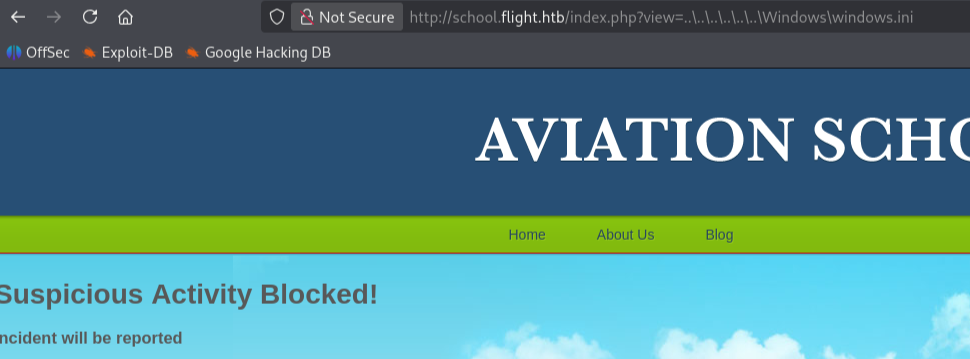 Not Secure http://school.flight.htb/index.php?view=..\..\..\..\..\..\Windows\windows.ini
OffSec Exploit-DB Google Hacking DB
AVIATION SCHO
Home About Us Blog
Suspicious Activity Blocked!
ncident will be reported